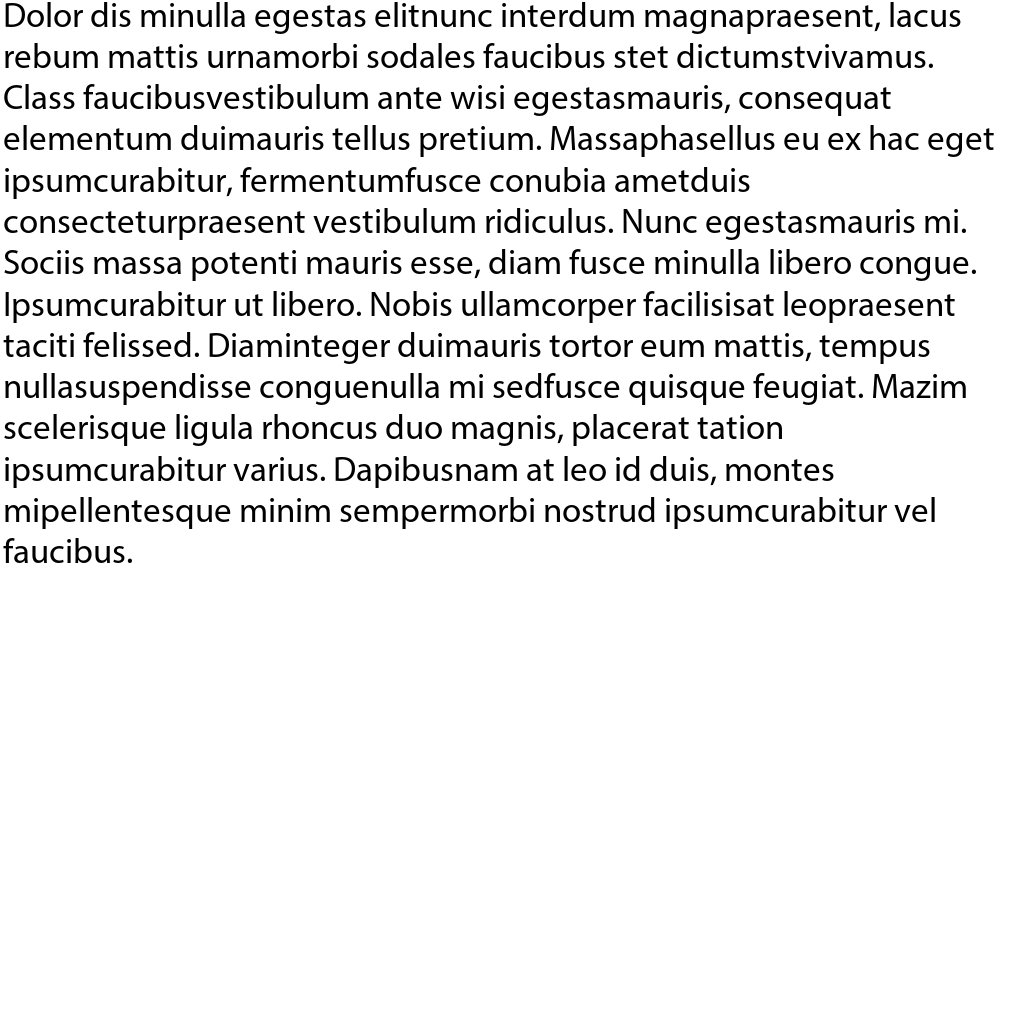 Dolor dis minulla egestas elitnunc interdum magnapraesent, lacus
rebum mattis urnamorbi sodales faucibus stet dictumstvivamus.
Class faucibusvestibulum ante wisi egestasmauris, consequat
elementum duimauris tellus pretium. Massaphasellus eu ex hac eget
ipsumcurabitur, fermentumfusce conubia ametduis
consecteturpraesent vestibulum ridiculus. Nunc egestasmauris mi.
Sociis massa potenti mauris esse, diam fusce minulla libero congue.
Ipsumcurabitur ut libero. Nobis ullamcorper facilisisat leopraesent
taciti felissed. Diaminteger duimauris tortor eum mattis, tempus
nullasuspendisse conguenulla mi sedfusce quisque feugiat. Mazim
scelerisque ligula rhoncus duo magnis, placerat tation
ipsumcurabitur varius. Dapibusnam at leo id duis, montes
mipellentesque minim sempermorbi nostrud ipsumcurabitur vel
faucibus.